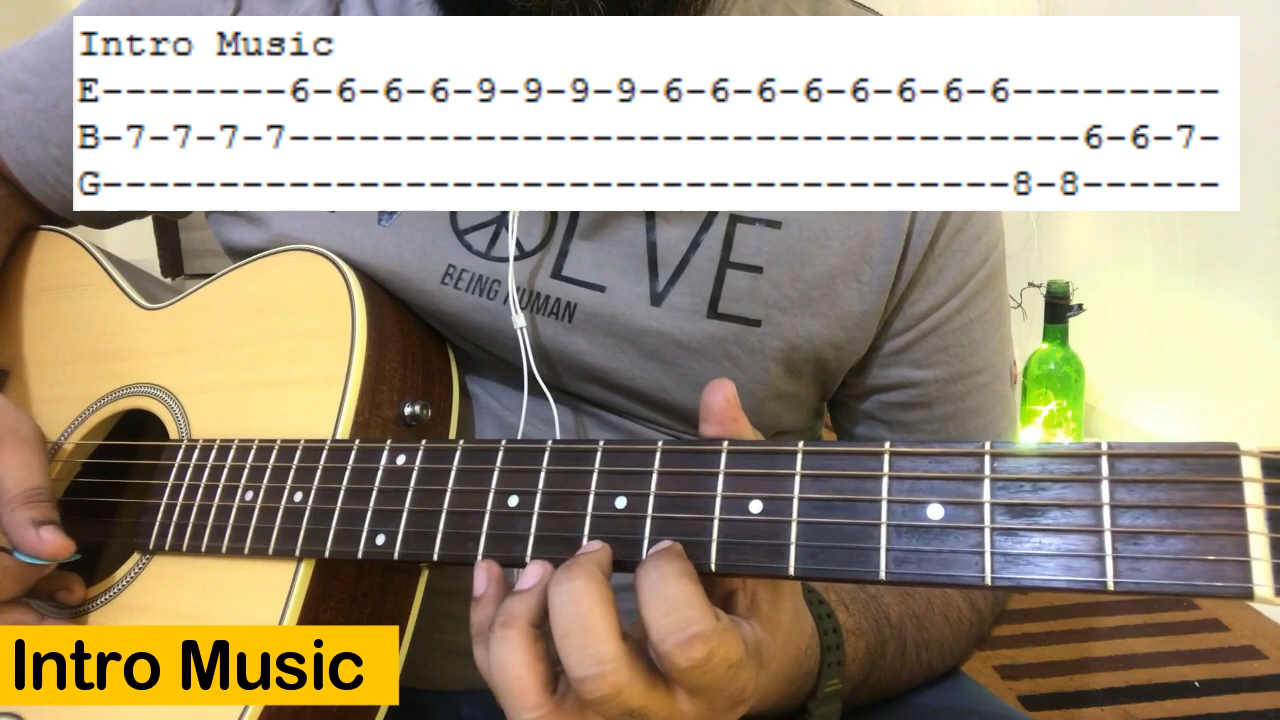 Intro Music
E--------6-6-6-6-9-9-9-9-6-6-6-6-6-6-6-6---------
B-7-7-7-7----------------------------------6-6-7-
G---------------------------------------8-8------
LVE
BEING HUMAN
Intro Music